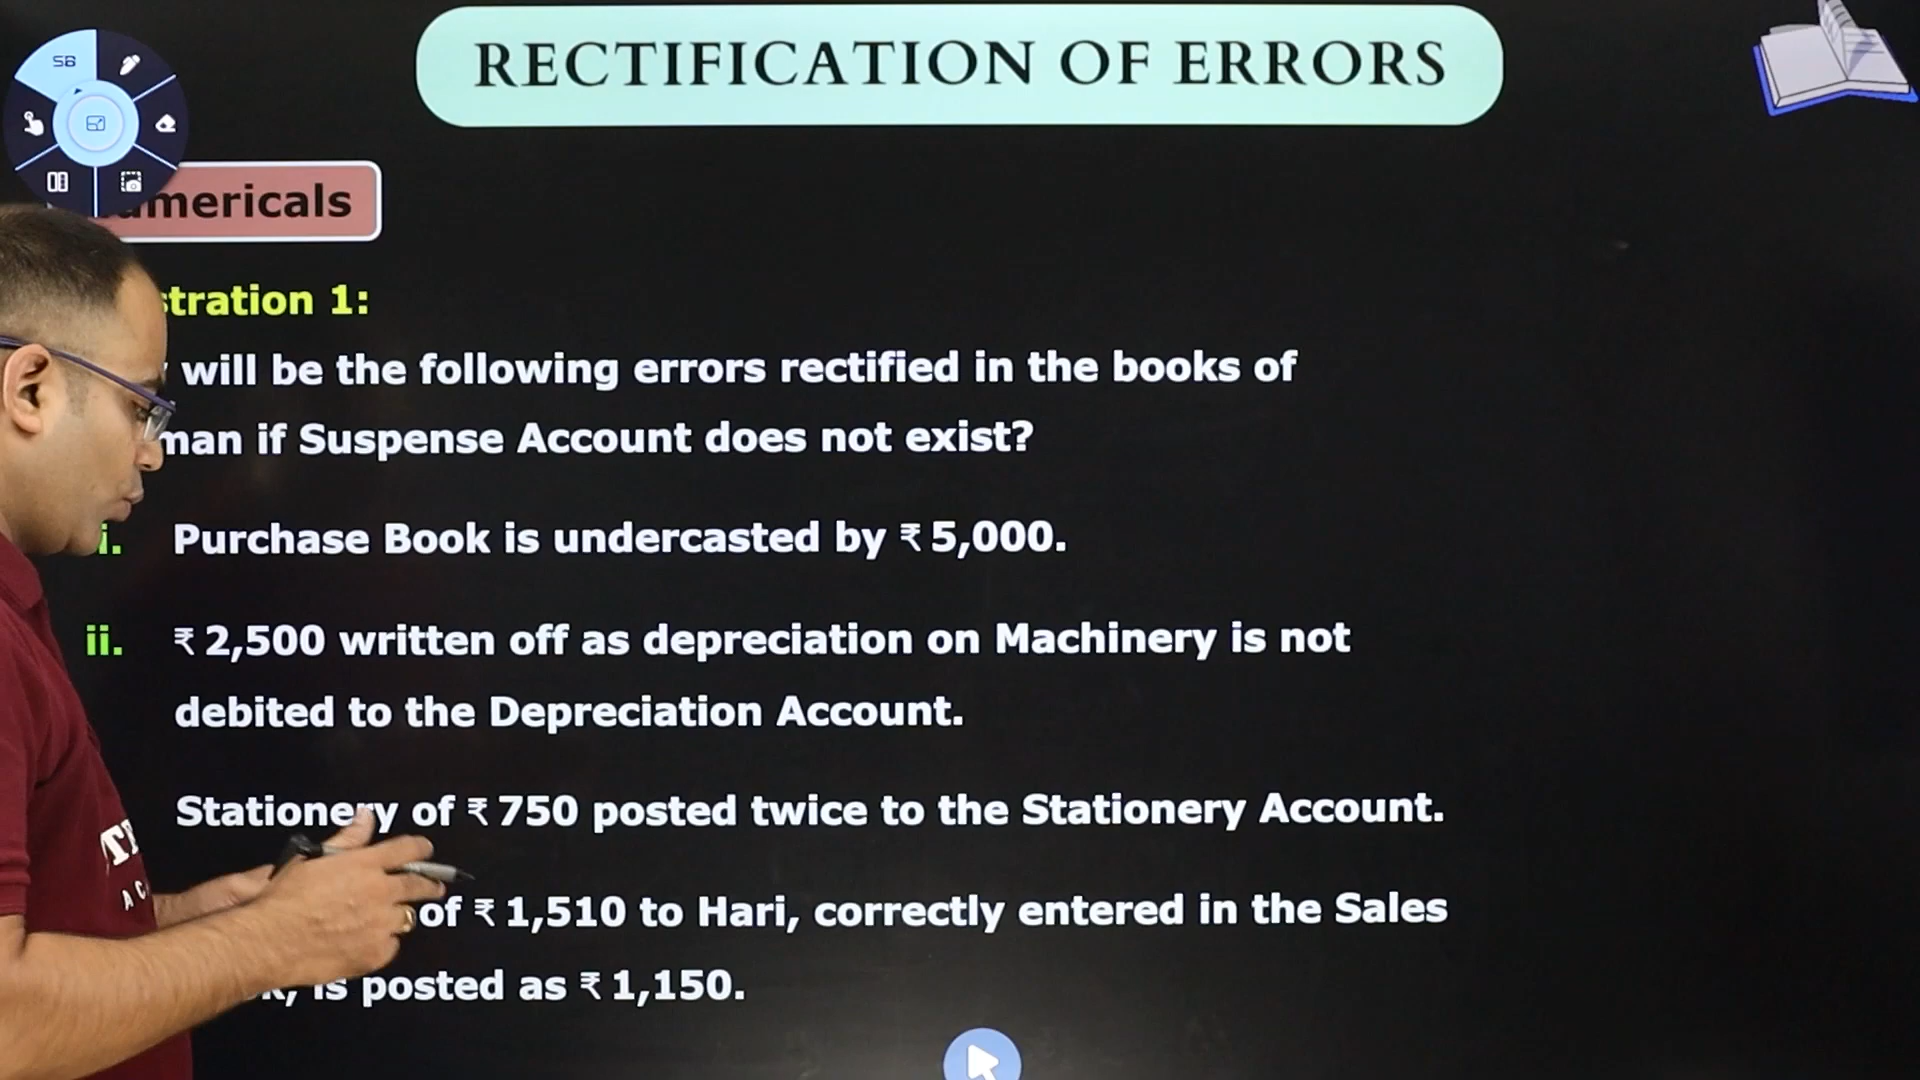 RECTIFICATION OF ERRORS
56
mericals
stration 1:
will be the following errors rectified in the books of
man if Suspense Account does not exist?
i. Purchase Book is undercasted by ₹ 5,000.
ii. ₹ 2,500 written off as depreciation on Machinery is not
debited to the Depreciation Account.
Stationery of ₹ 750 posted twice to the Stationery Account.
of ₹ 1,510 to Hari, correctly entered in the Sales
is posted as ₹ 1,150.